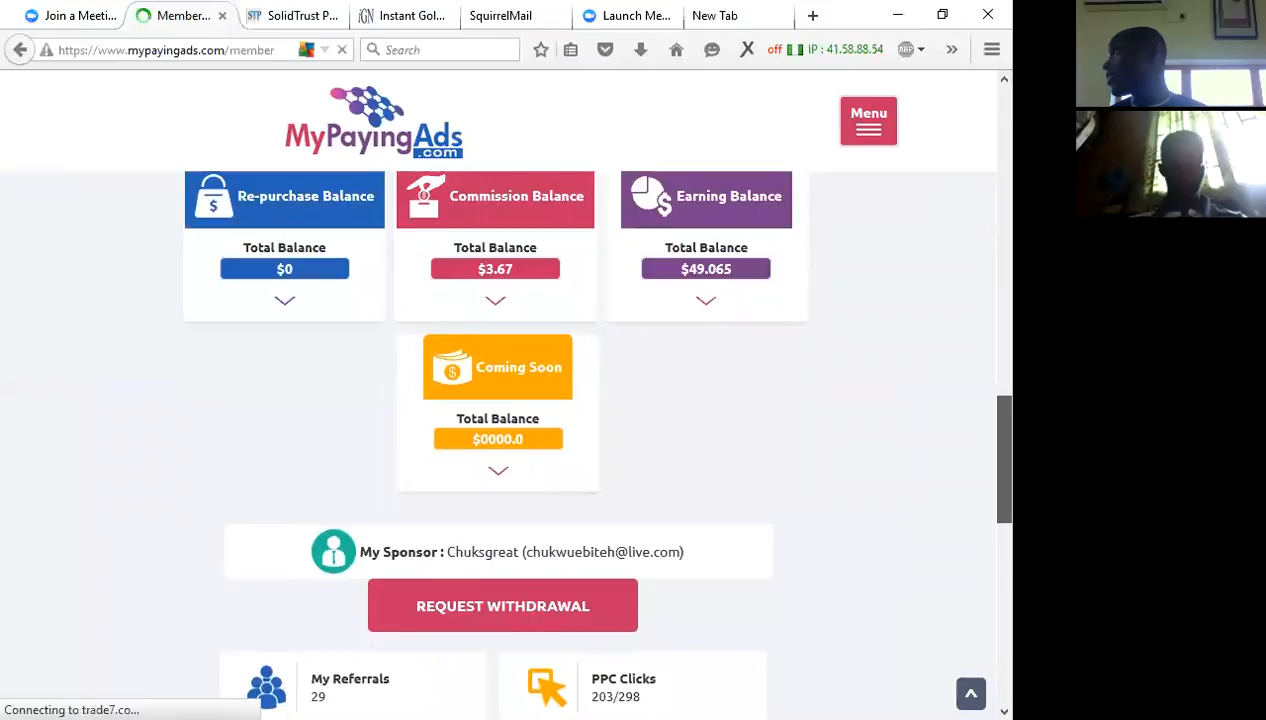 Join a Meeti...
Member...
STP
SolidTrust P...
iGN
Instant Gol...
SquirrelMail
Launch Me...
New Tab
https://www.mypayingads.com/member
Search
off
IP : 41.58.88.54
ABP
MyPayingAds
.com
Menu
Re-purchase Balance
Commission Balance
Earning Balance
Total Balance
Total Balance
Total Balance
$0
$3.67
$49.065
Coming Soon
Total Balance
$0000.0
My Sponsor : Chuksgreat (chukwuebiteh@live.com)
REQUEST WITHDRAWAL
My Referrals
29
PPC Clicks
203/298
Connecting to trade7.co...